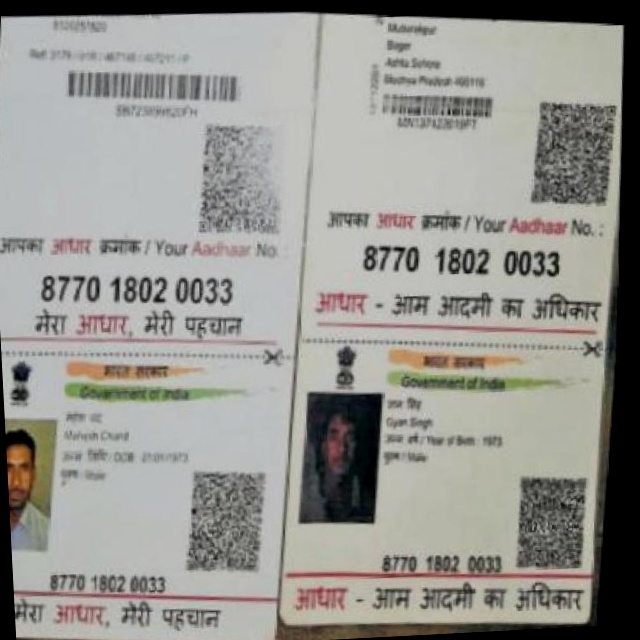 आपका आधार क्रमांक / Your Aadhaar No. :
8770 1802 0033
मेरा आधार, मेरी पहचान
भारत सरकार
Government of India
Mahesh Chand
जन्म तिथि / DOB : 01/01/1973
पुरुष / Male
8770 1802 0033
मेरा आधार, मेरी पहचान
Mubarakpur
Ashta Sehore
Madhya Pradesh 466116
आपका आधार क्रमांक / Your Aadhaar No. :
8770 1802 0033
आधार - आम आदमी का अधिकार
भारत सरकार
Government of India
Gyan Singh
जन्म वर्ष / Year of Birth : 1973
पुरुष / Male
8770 1802 0033
आधार - आम आदमी का अधिकार